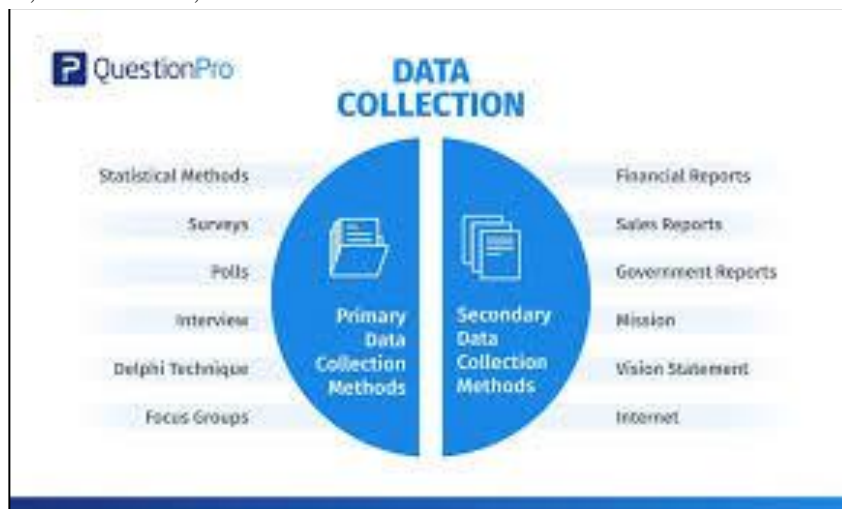 QuestionPro
DATA
COLLECTION
Statistical Methods
Surveys
Polls
Interview
Delphi Technique
Focus Groups
Primary
Data
Collection
Methods
Secondary
Data
Collection
Methods
Financial Reports
Sales Reports
Government Reports
Mission
Vision Statement
Internet